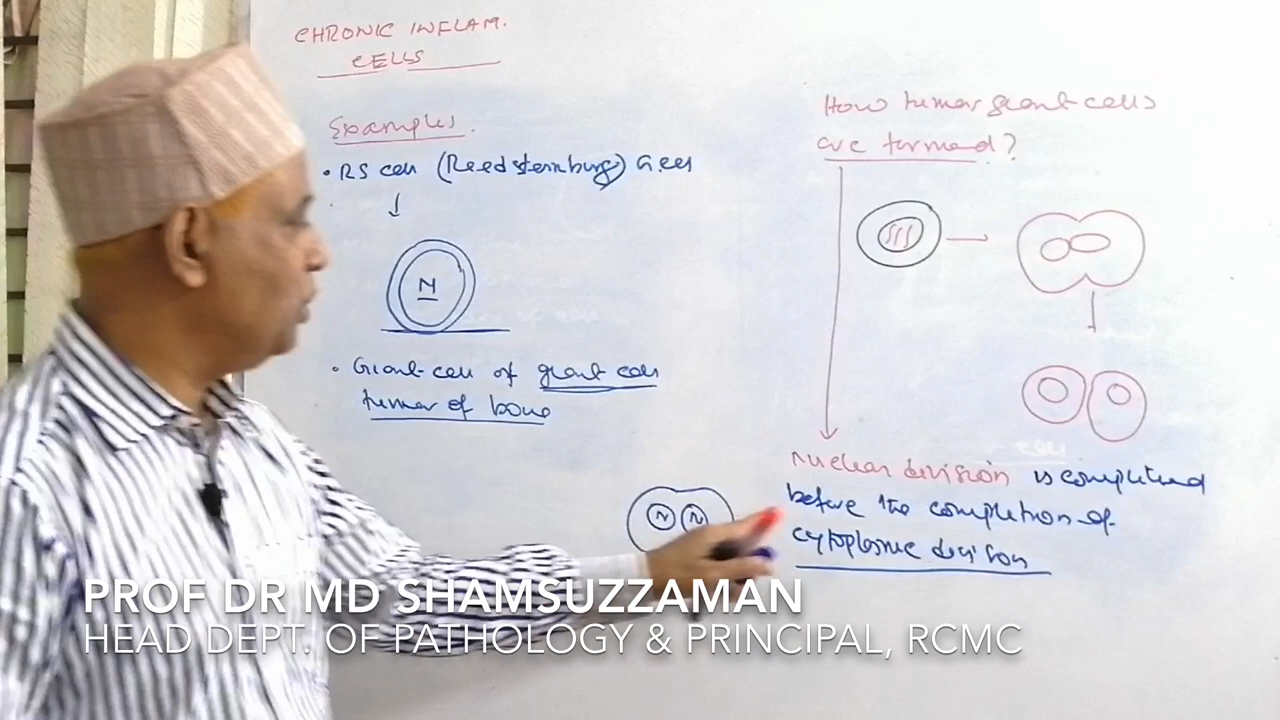 CHRONIC INFLAM.
CELLS
Examples.
• RS cell (Reed sternburg) G.cell
N
• Giant cell of giant cell
tumor of bone
N N
How tumor giant cells
are formed?
Nuclear division is completed
before the completion of
cytoplasmic division
PROF DR MD SHAMSUZZAMAN
HEAD DEPT. OF PATHOLOGY & PRINCIPAL, RCMC